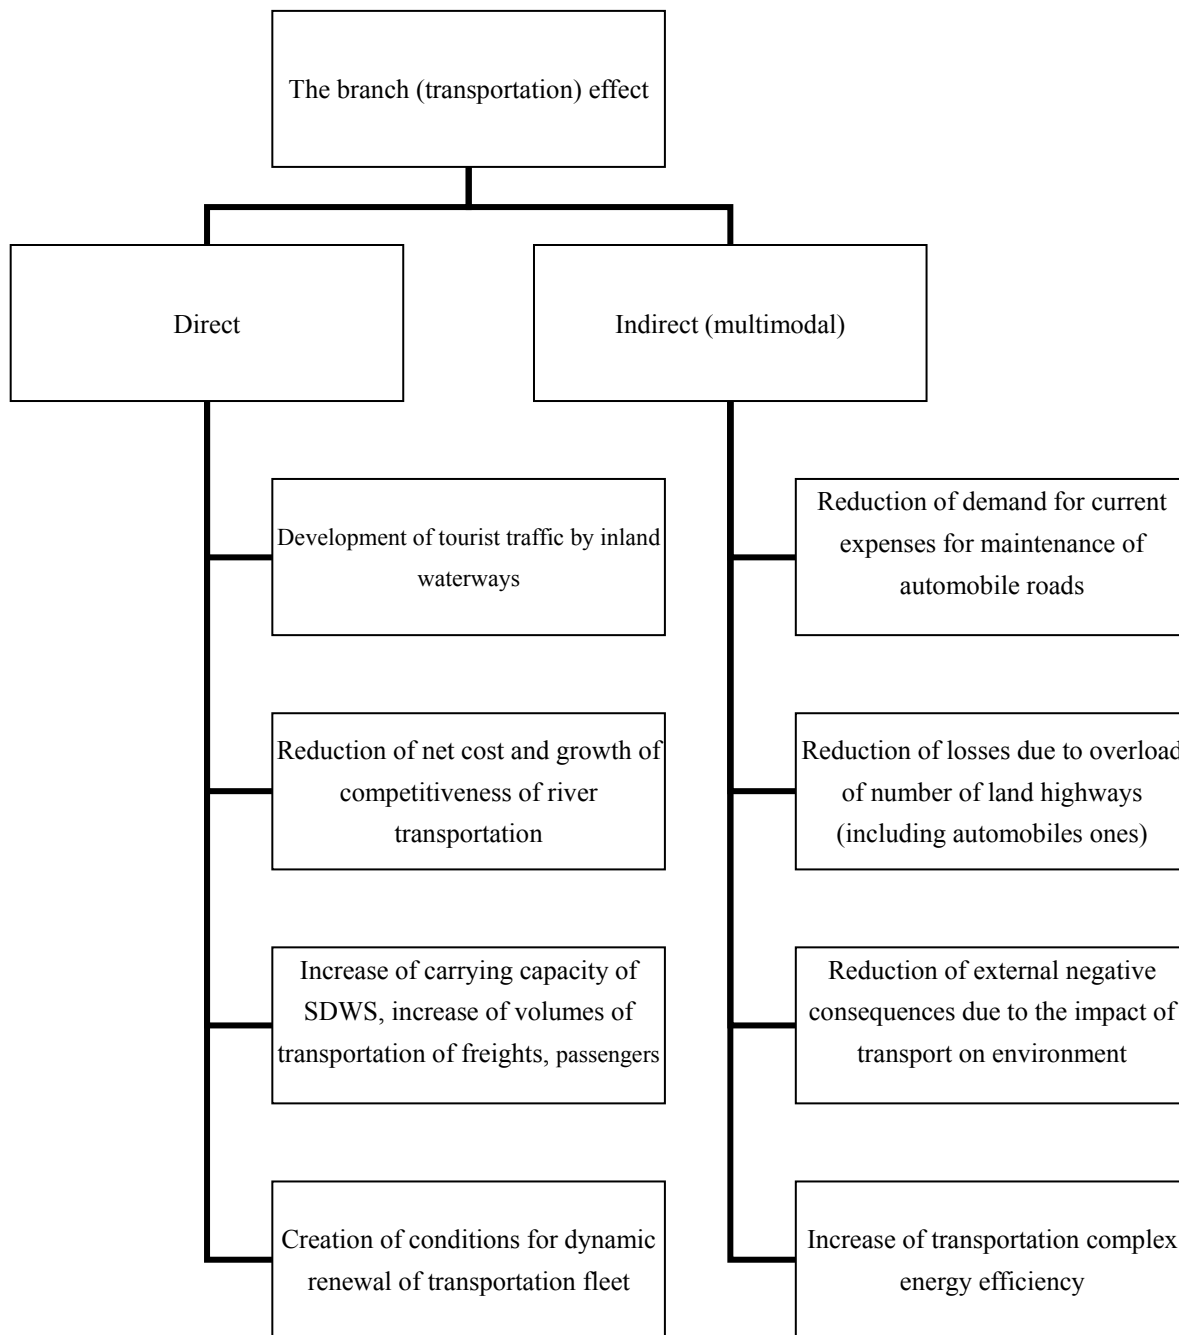 The branch (transportation) effect
Direct
Indirect (multimodal)
Development of tourist traffic by inland
waterways
Reduction of net cost and growth of
competitiveness of river
transportation
Increase of carrying capacity of
SDWS, increase of volumes of
transportation of freights, passengers
Creation of conditions for dynamic
renewal of transportation fleet
Reduction of demand for current
expenses for maintenance of
automobile roads
Reduction of losses due to overload
of number of land highways
(including automobiles ones)
Reduction of external negative
consequences due to the impact of
transport on environment
Increase of transportation complex
energy efficiency